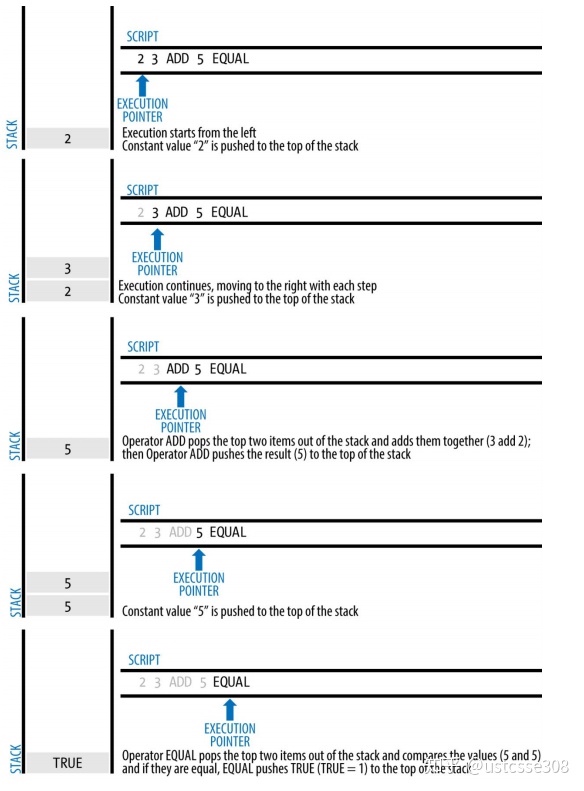 SCRIPT
2 3 ADD 5 EQUAL
EXECUTION
POINTER
STACK
2
Execution starts from the left
Constant value “2” is pushed to the top of the stack
SCRIPT
2 3 ADD 5 EQUAL
EXECUTION
POINTER
STACK
3
2
Execution continues, moving to the right with each step
Constant value “3” is pushed to the top of the stack
SCRIPT
2 3 ADD 5 EQUAL
EXECUTION
POINTER
STACK
5
Operator ADD pops the top two items out of the stack and adds them together (3 add 2);
then Operator ADD pushes the result (5) to the top of the stack
SCRIPT
2 3 ADD 5 EQUAL
EXECUTION
POINTER
STACK
5
5
Constant value “5” is pushed to the top of the stack
SCRIPT
2 3 ADD 5 EQUAL
EXECUTION
POINTER
STACK
TRUE
Operator EQUAL pops the top two items out of the stack and compares the values (5 and 5)
and if they are equal, EQUAL pushes TRUE (TRUE = 1) to the top of the stack
知乎 @ustcsse308